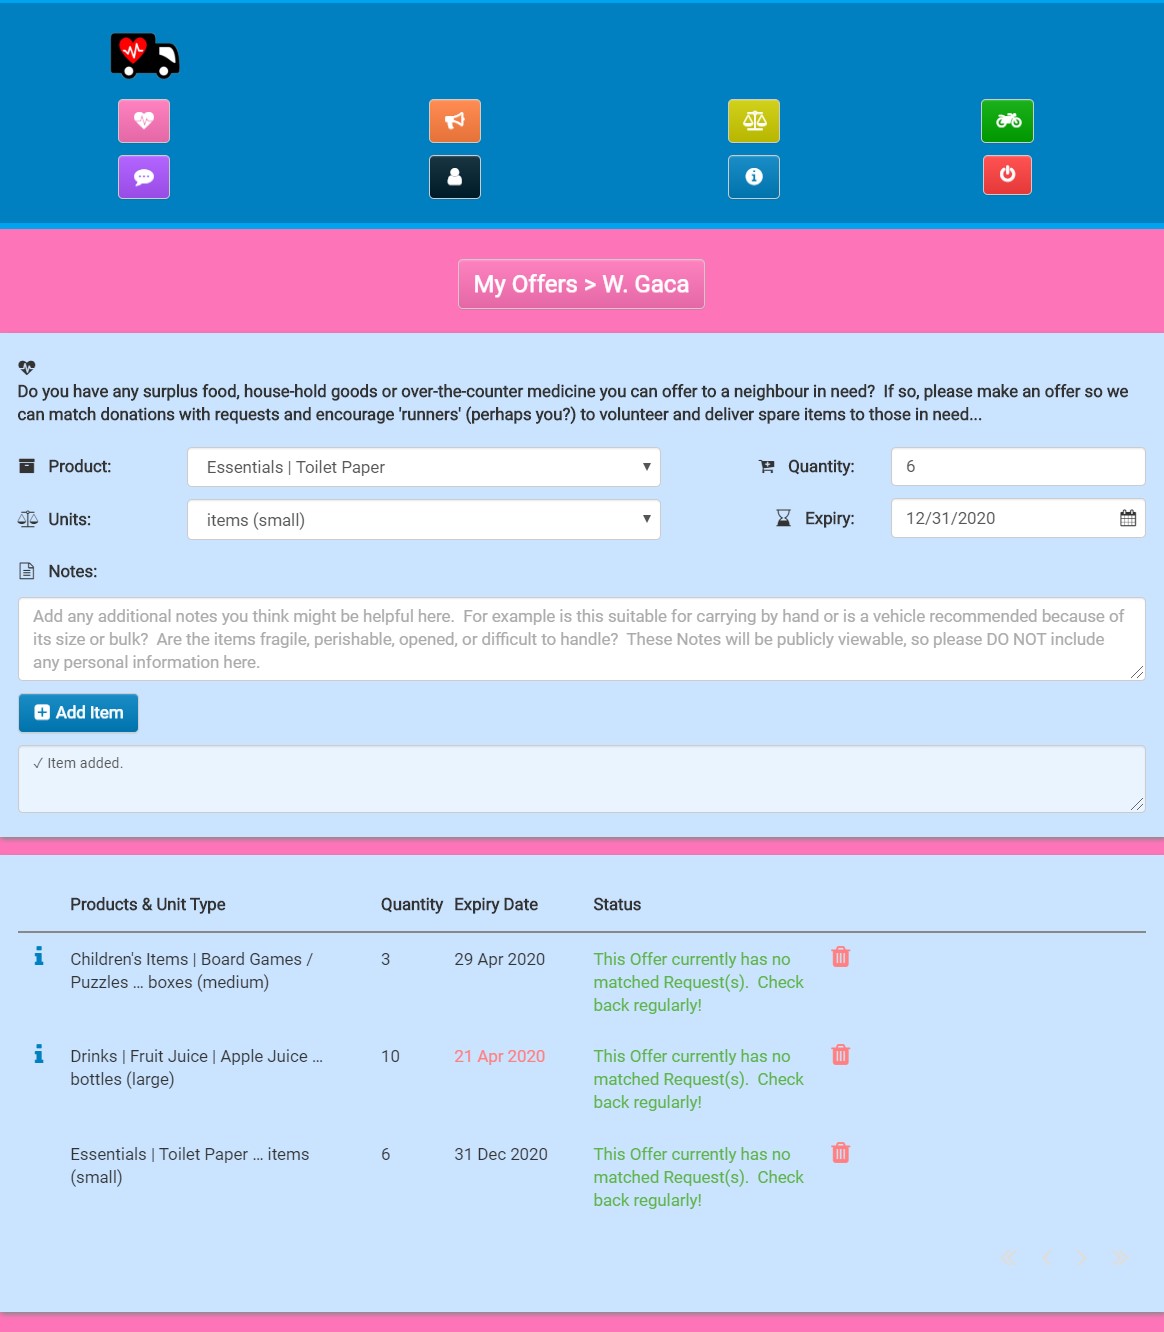 My Offers > W. Gaca
Do you have any surplus food, house-hold goods or over-the-counter medicine you can offer to a neighbour in need?  If so, please make an offer so we
can match donations with requests and encourage 'runners' (perhaps you?) to volunteer and deliver spare items to those in need...
Product: Essentials | Toilet Paper Quantity: 6
Units: items (small) Expiry: 12/31/2020
Notes:
Add any additional notes you think might be helpful here.  For example is this suitable for carrying by hand or is a vehicle recommended because of
its size or bulk?  Are the items fragile, perishable, opened, or difficult to handle?  These Notes will be publicly viewable, so please DO NOT include
any personal information here.
Add Item
✓ Item added.
Products & Unit Type Quantity Expiry Date Status
Children's Items | Board Games / 3 29 Apr 2020 This Offer currently has no
Puzzles ... boxes (medium) matched Request(s).  Check
back regularly!
Drinks | Fruit Juice | Apple Juice ... 10 21 Apr 2020 This Offer currently has no
bottles (large) matched Request(s).  Check
back regularly!
Essentials | Toilet Paper ... items 6 31 Dec 2020 This Offer currently has no
(small) matched Request(s).  Check
back regularly!